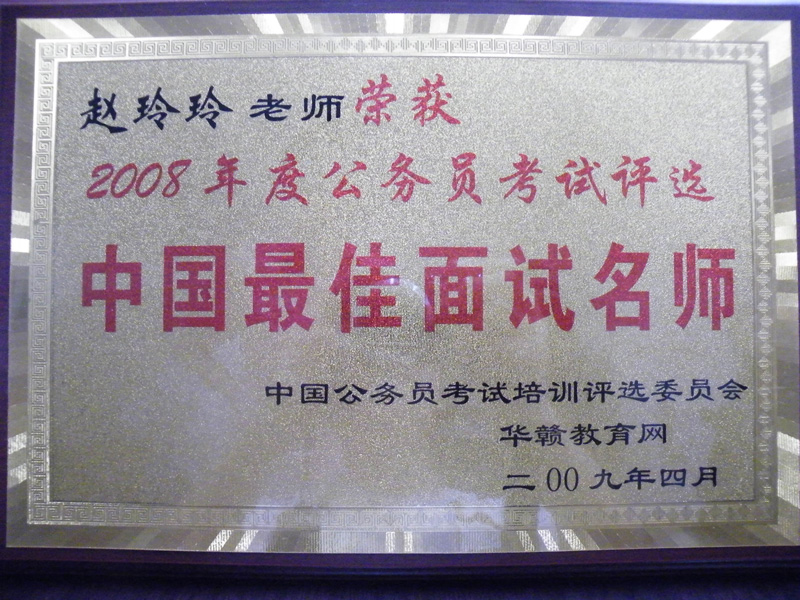 赵玲玲老师荣获
2008年度公务员考试评选
中国最佳面试名师
中国公务员考试培训评选委员会
华赣教育网
二00九年四月